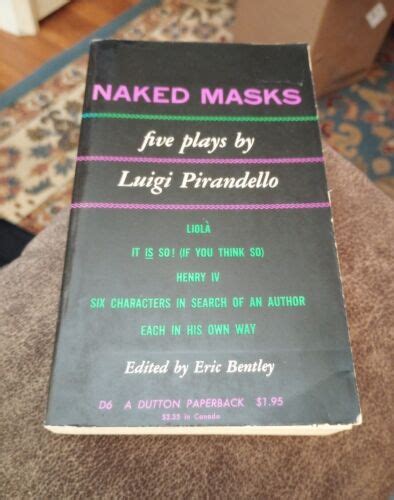 NAKED MASKS
five plays by
Luigi Pirandello
LIOLÀ
IT IS SO! (IF YOU THINK SO)
HENRY IV
SIX CHARACTERS IN SEARCH OF AN AUTHOR
EACH IN HIS OWN WAY
Edited by Eric Bentley
D6 A DUTTON PAPERBACK $1.95
$2.35 in Canada